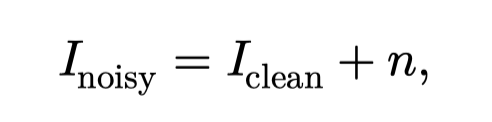 I_noisy = I_clean + n,